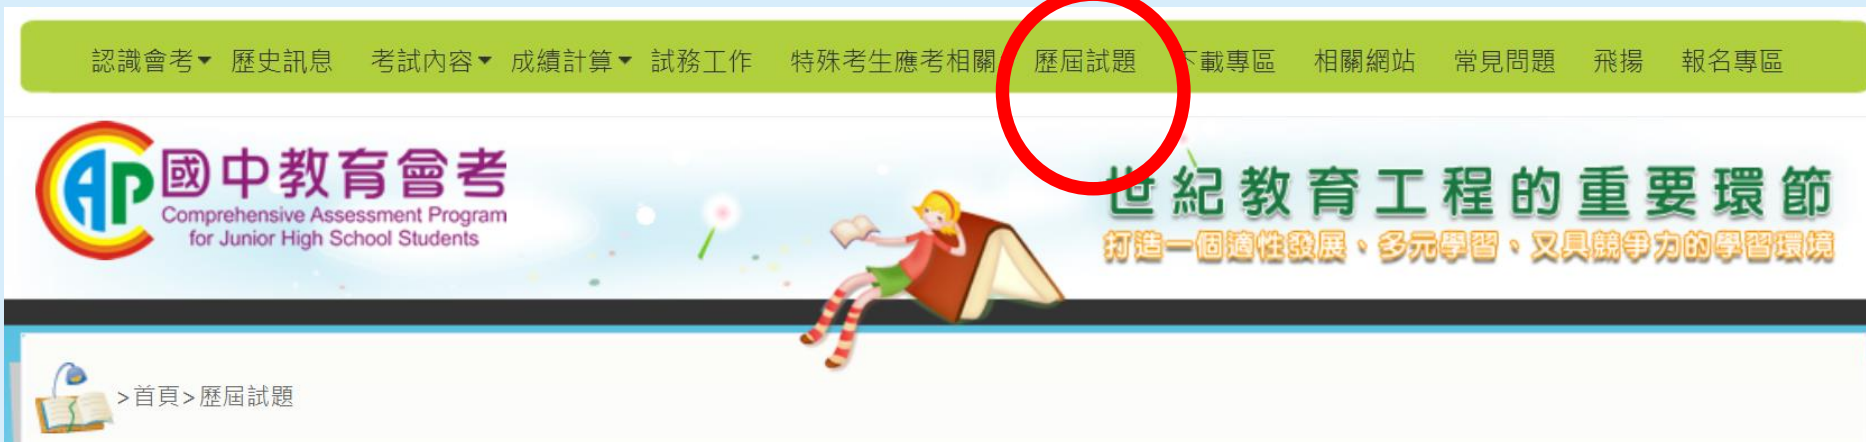 認識會考▼ 歷史訊息 考試內容▼ 成績計算▼ 試務工作 特殊考生應考相關 歷屆試題 下載專區 相關網站 常見問題 飛揚 報名專區
CAP
國中教育會考
Comprehensive Assessment Program
for Junior High School Students
世紀教育工程的重要環節
打造一個適性發展、多元學習、又具競爭力的學習環境
>首頁>歷屆試題